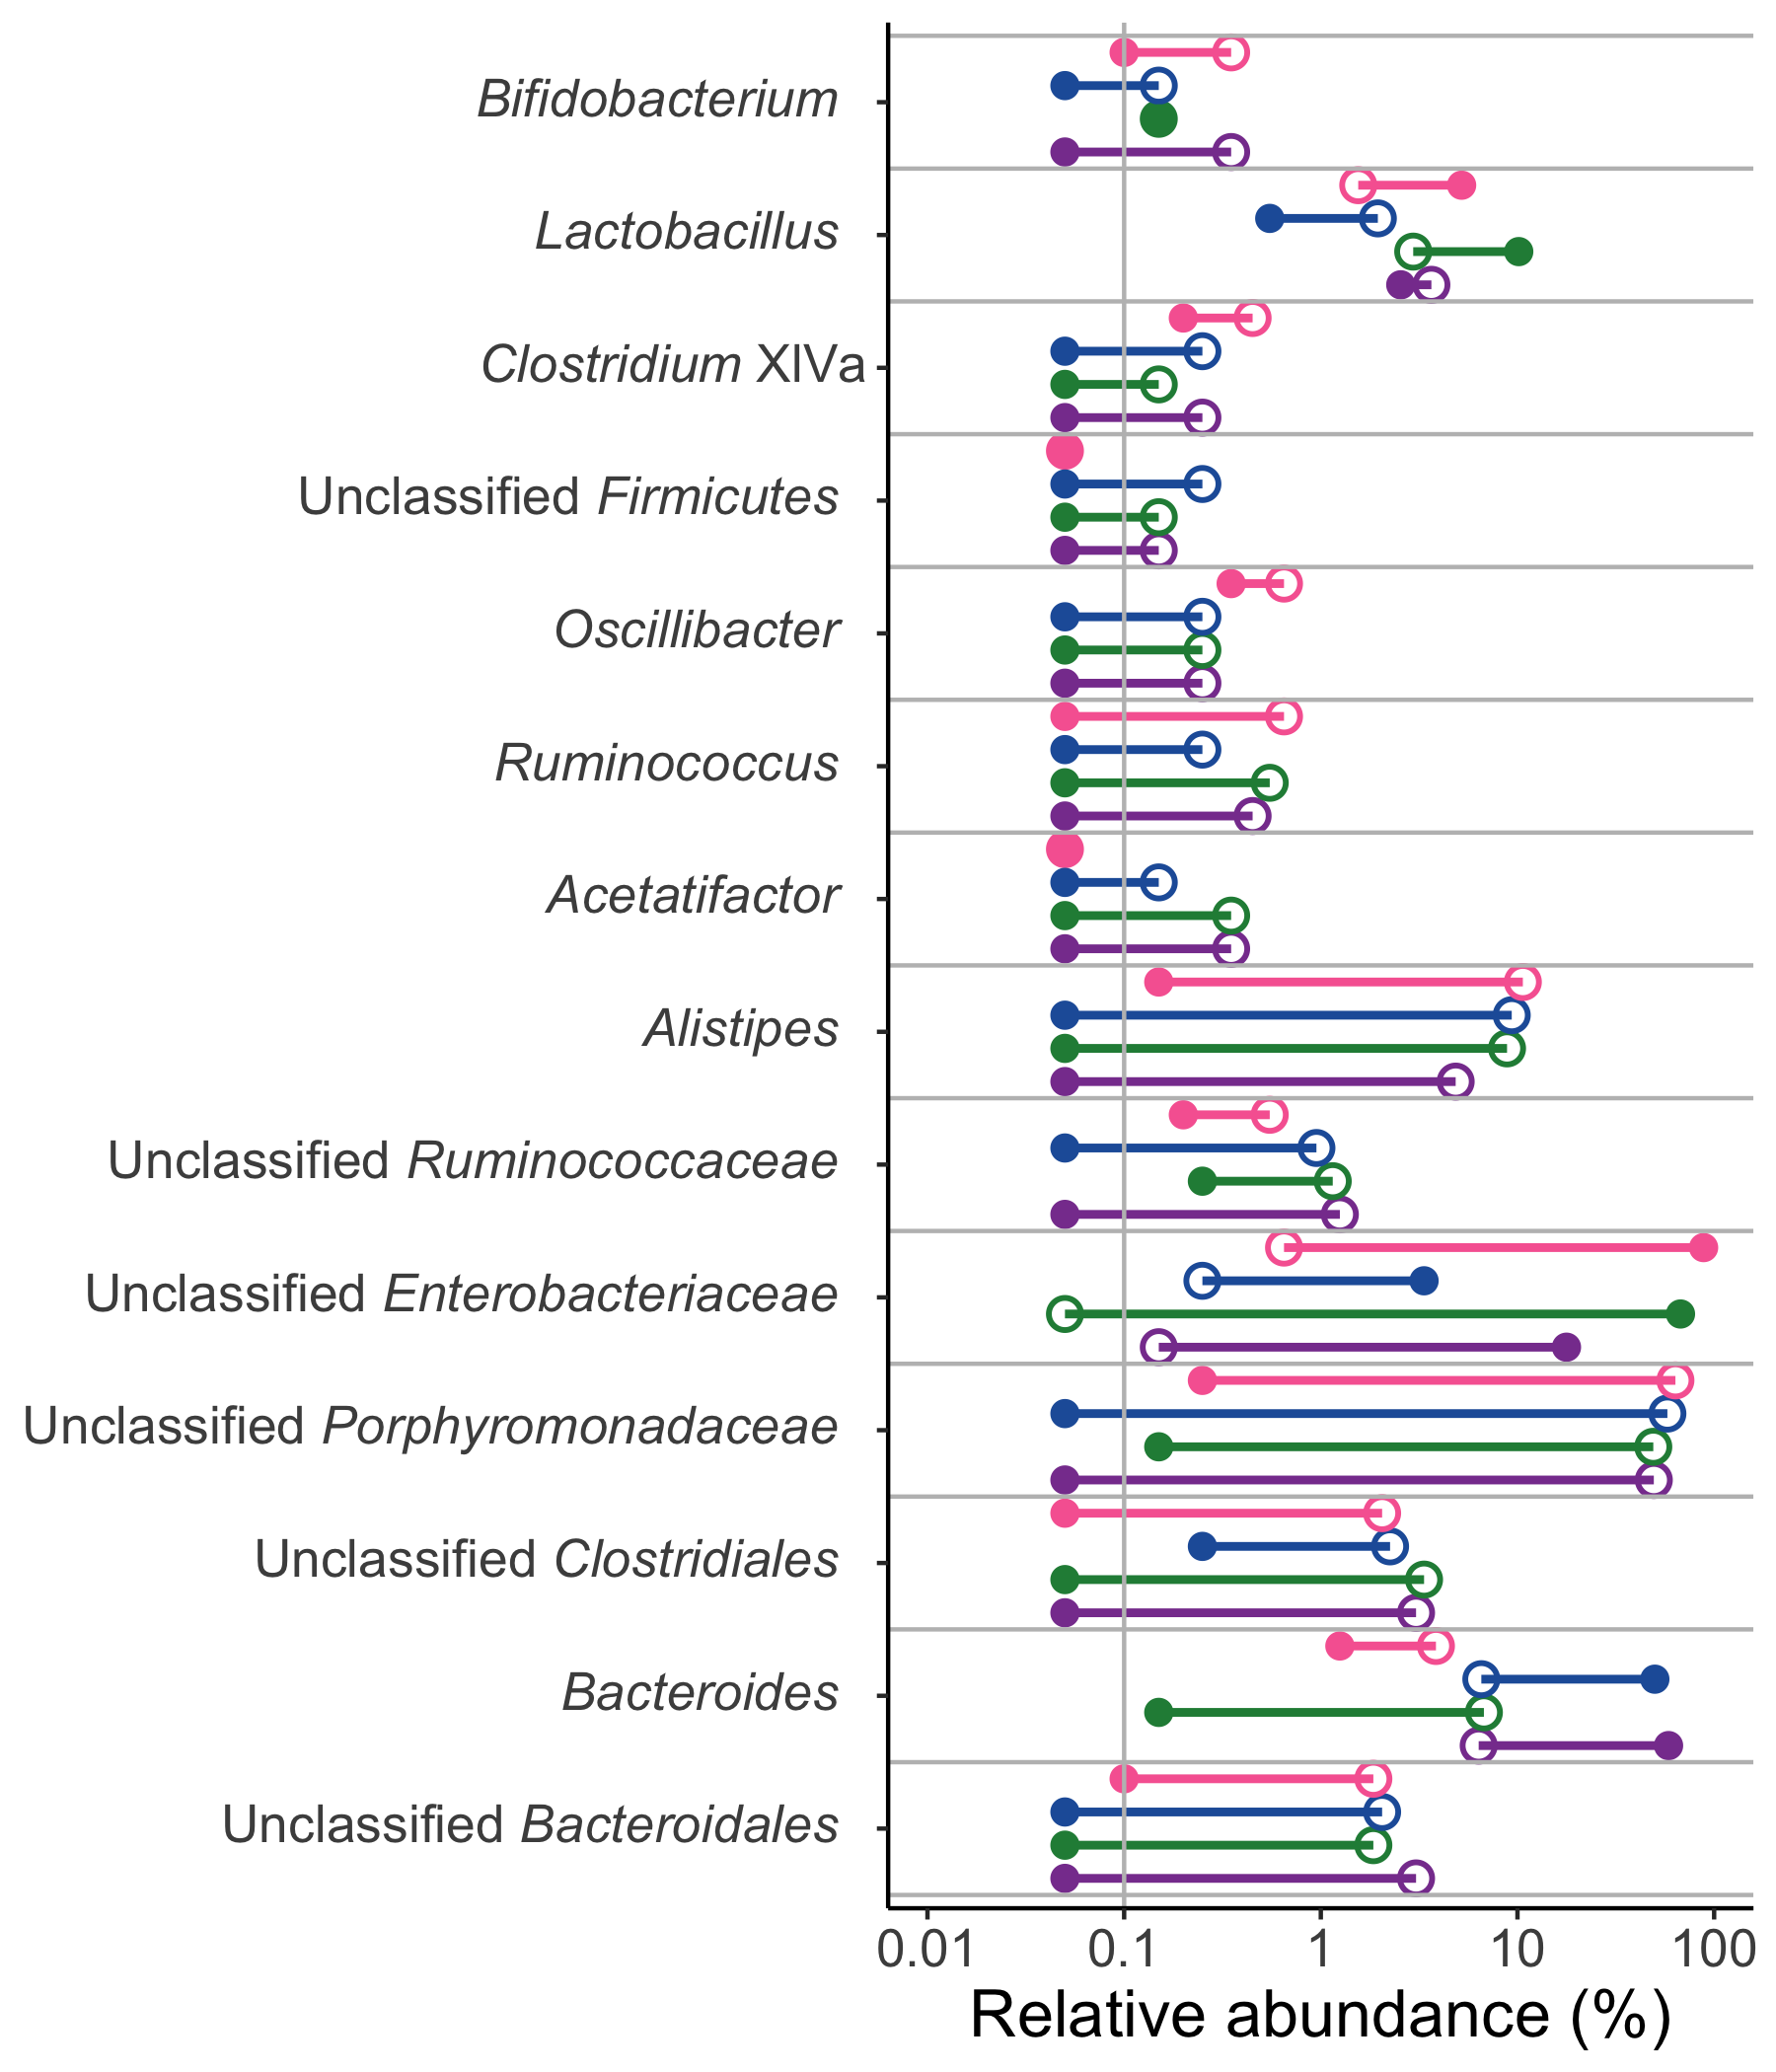 Bifidobacterium
Lactobacillus
Clostridium XIVa
Unclassified Firmicutes
Oscillibacter
Ruminococcus
Acetatifactor
Alistipes
Unclassified Ruminococcaceae
Unclassified Enterobacteriaceae
Unclassified Porphyromonadaceae
Unclassified Clostridiales
Bacteroides
Unclassified Bacteroidales
0.01 0.1 1 10 100
Relative abundance (%)